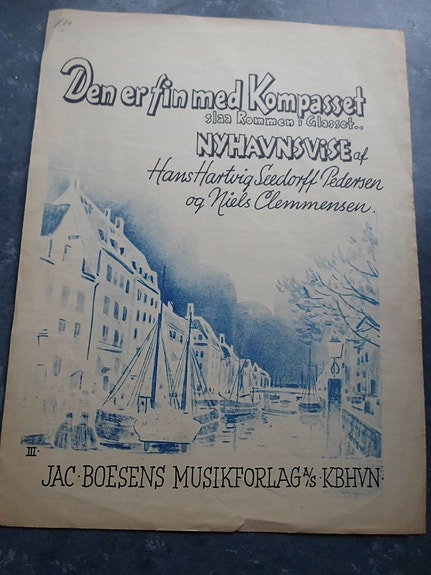 Den er fin med Kompasset
slaa Rommen i Glasset..
NYHAVNSViSE af
Hans Hartvig Seedorff Pedersen
og Niels Clemmensen.
III.
JAC · BOESENS MUSIKFORLAG A/S · KBHVN ·